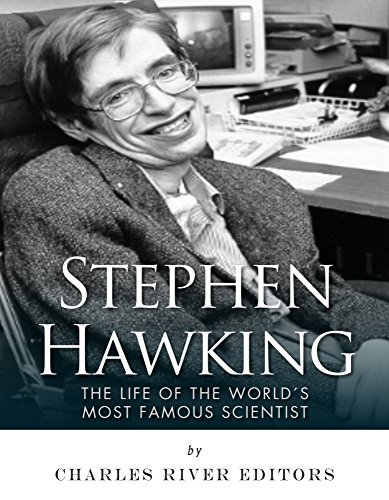 STEPHEN
HAWKING
THE LIFE OF THE WORLD´S
MOST FAMOUS SCIENTIST
by
CHARLES RIVER EDITORS